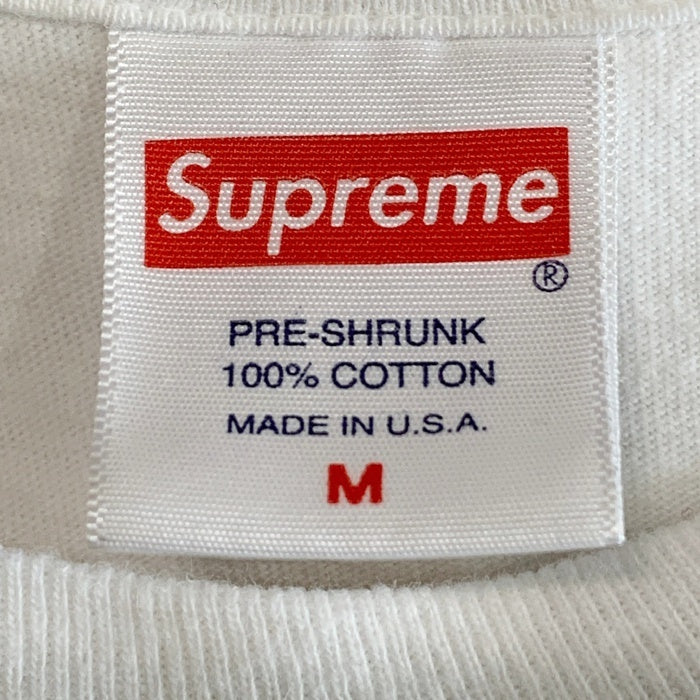 Supreme
®
PRE-SHRUNK
100% COTTON
MADE IN U.S.A.
M